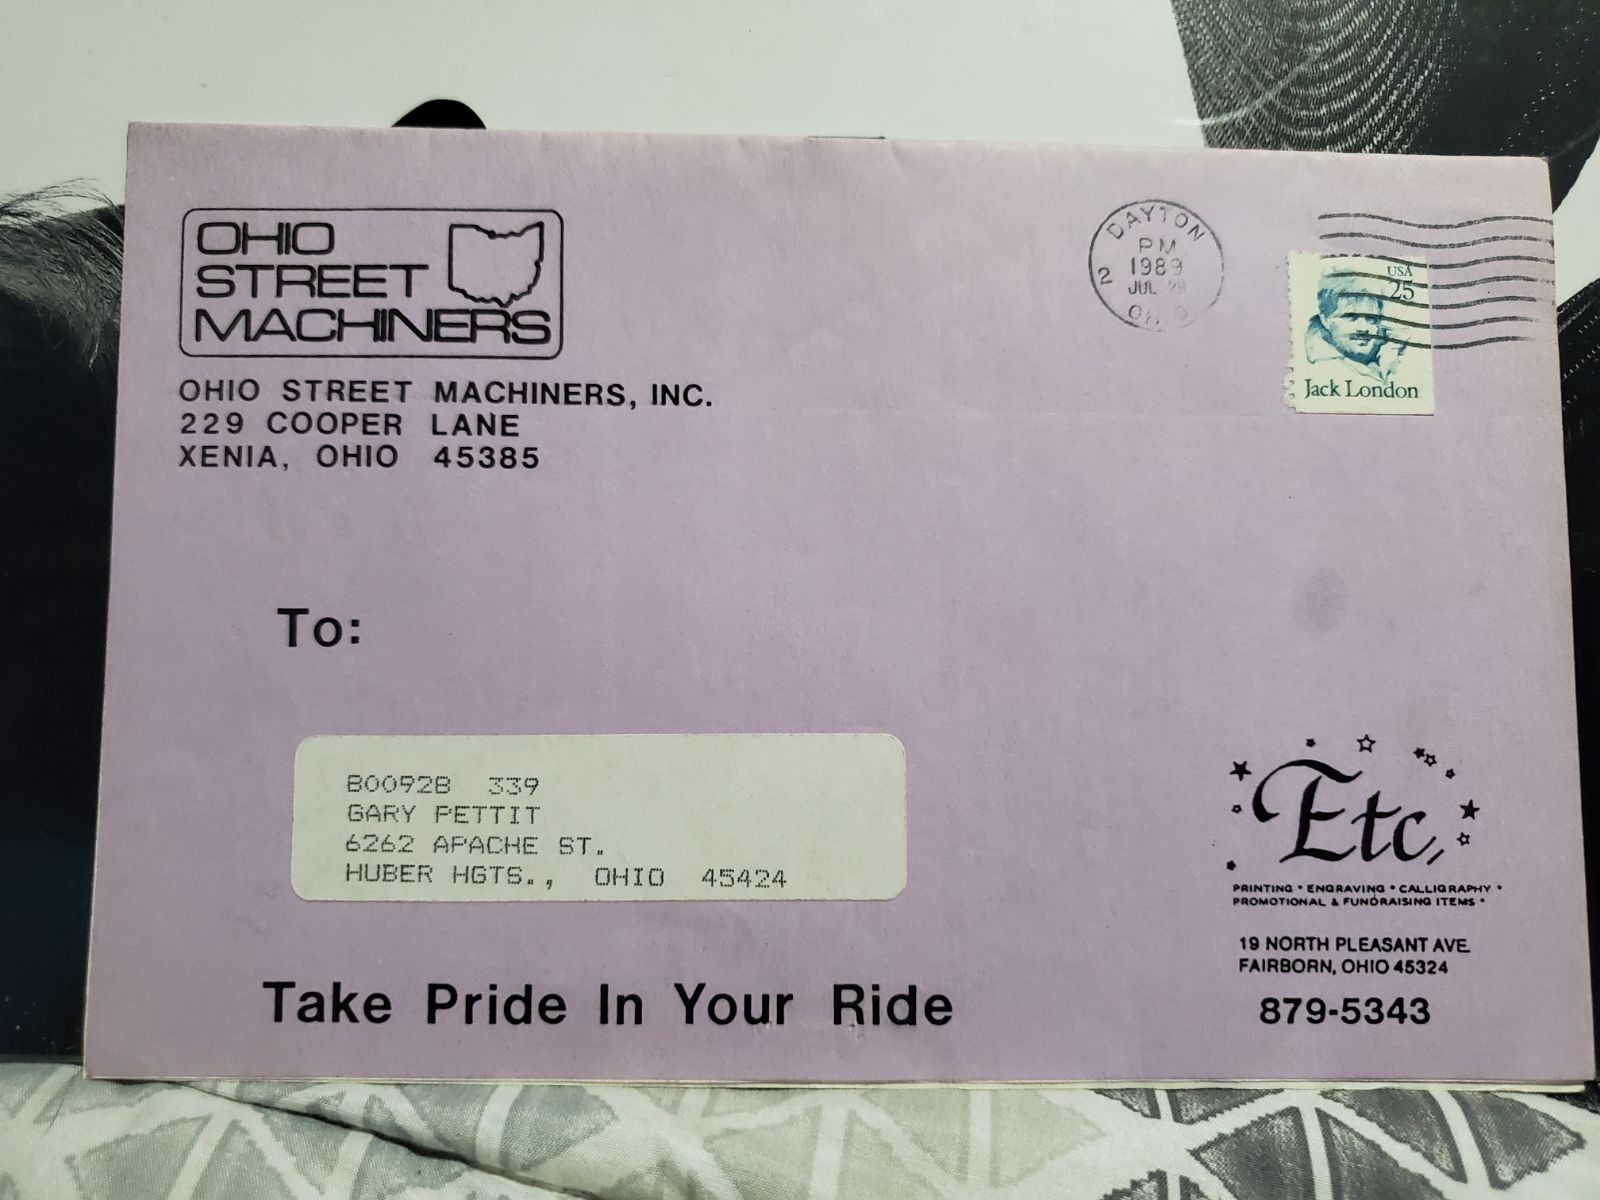 OHIO
STREET
MACHINERS
OHIO STREET MACHINERS, INC.
229 COOPER LANE
XENIA, OHIO 45385
DAYTON
PM
1989
JUL
2
OHIO
USA
25
Jack London
To:
B0092B 339
GARY PETTIT
6262 APACHE ST.
HUBER HGTS., OHIO 45424
Take Pride In Your Ride
Etc,
PRINTING • ENGRAVING • CALLIGRAPHY •
PROMOTIONAL & FUNDRAISING ITEMS •
19 NORTH PLEASANT AVE.
FAIRBORN, OHIO 45324
879-5343